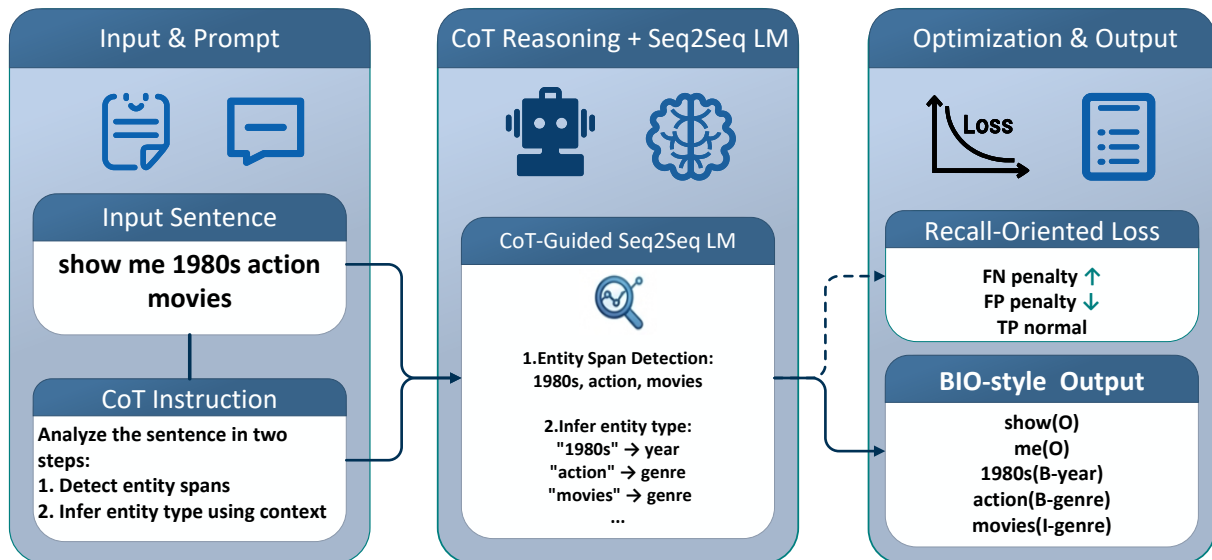 Input & Prompt
Input Sentence
show me 1980s action
movies
CoT Instruction
Analyze the sentence in two
steps:
1. Detect entity spans
2. Infer entity type using context
CoT Reasoning + Seq2Seq LM
CoT-Guided Seq2Seq LM
1.Entity Span Detection:
1980s, action, movies
2.Infer entity type:
"1980s" → year
"action" → genre
"movies" → genre
...
Optimization & Output
Loss
Recall-Oriented Loss
FN penalty ↑
FP penalty ↓
TP normal
BIO-style Output
show(O)
me(O)
1980s(B-year)
action(B-genre)
movies(I-genre)